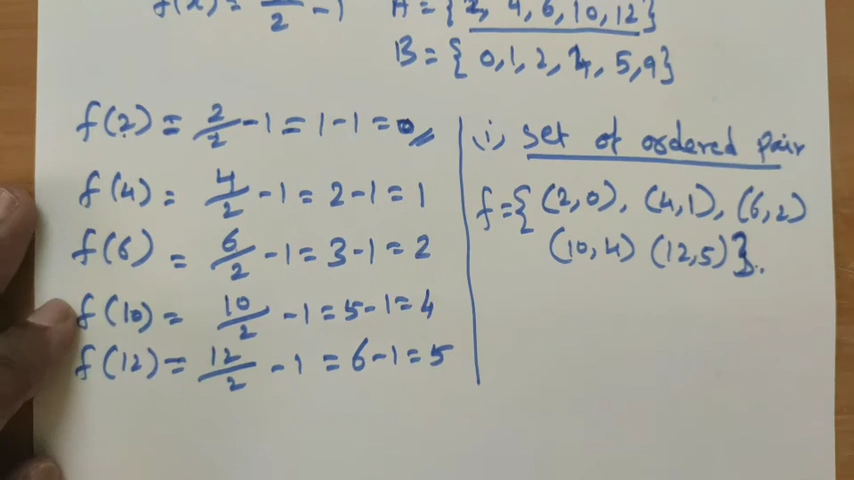 f(x) = x/2 - 1
A = {2, 4, 6, 10, 12}
B = {0, 1, 2, 4, 5, 9}
f(2) = 2/2 - 1 = 1 - 1 = 0
f(4) = 4/2 - 1 = 2 - 1 = 1
f(6) = 6/2 - 1 = 3 - 1 = 2
f(10) = 10/2 - 1 = 5 - 1 = 4
f(12) = 12/2 - 1 = 6 - 1 = 5
(i) set of ordered pair
f = { (2,0), (4,1), (6,2)
(10,4) (12,5) }.